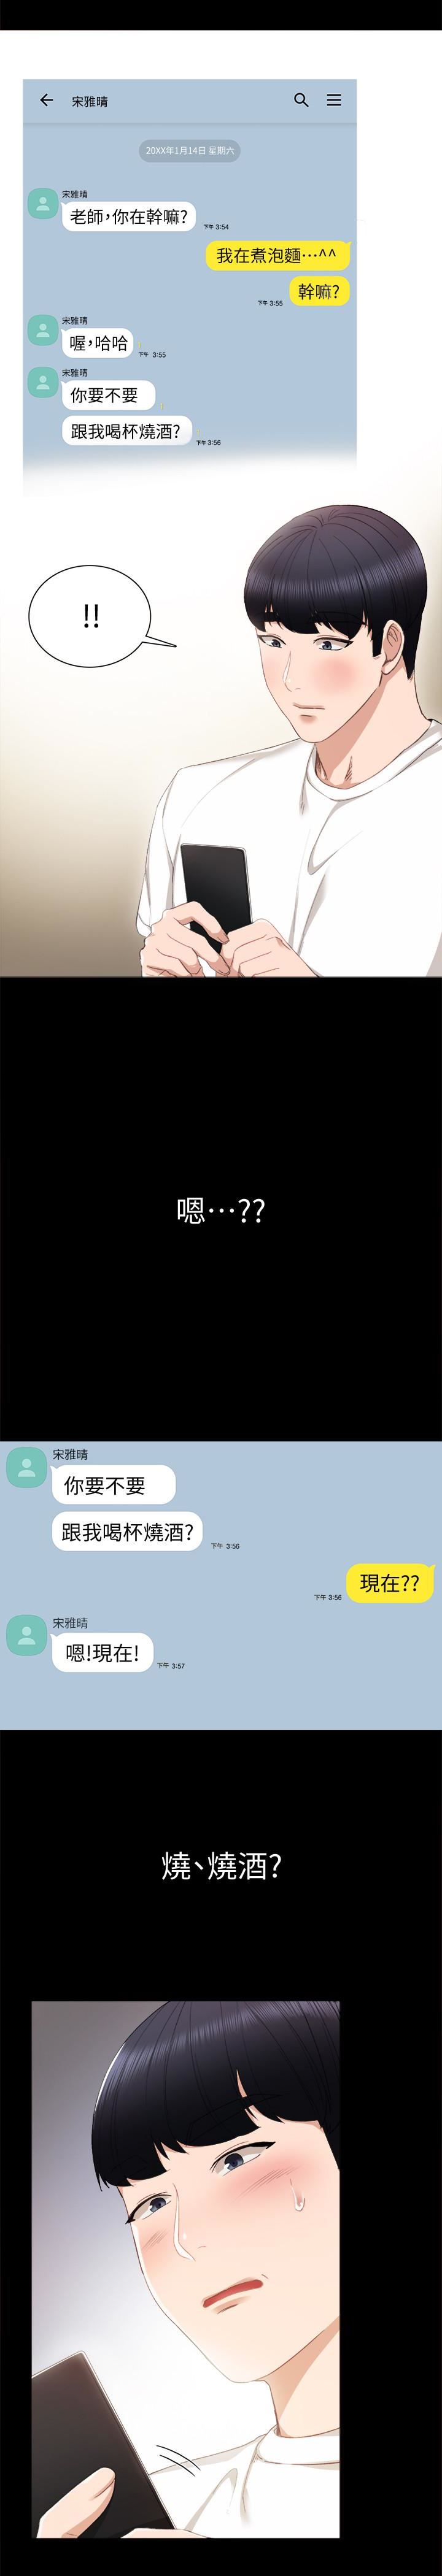 宋雅晴
20XX年1月14日 星期六
宋雅晴
老師,你在幹嘛?
下午 3:54
我在煮泡麵…^^
幹嘛?
下午 3:55
宋雅晴
喔,哈哈
下午 3:55
宋雅晴
你要不要
跟我喝杯燒酒?
下午 3:56
!!
嗯…??
宋雅晴
你要不要
跟我喝杯燒酒?
下午 3:56
現在??
下午 3:56
宋雅晴
嗯!現在!
下午 3:57
燒、燒酒?